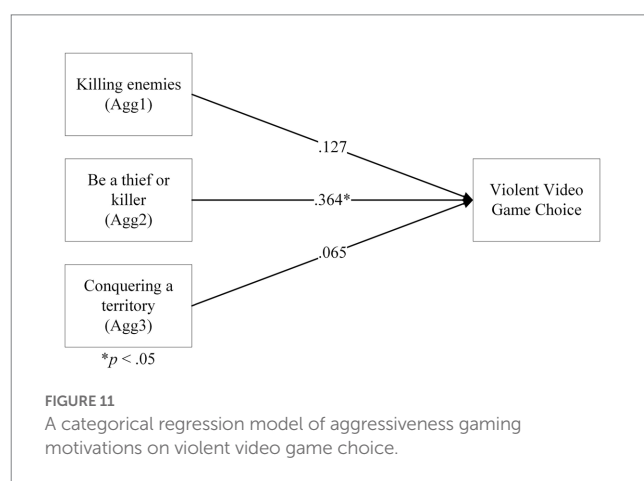 Killing enemies
(Agg1)
.127
Be a thief or
killer
(Agg2)
.364*
Violent Video
Game Choice
.065
Conquering a
territory
(Agg3)
*p < .05
FIGURE 11
A categorical regression model of aggressiveness gaming
motivations on violent video game choice.